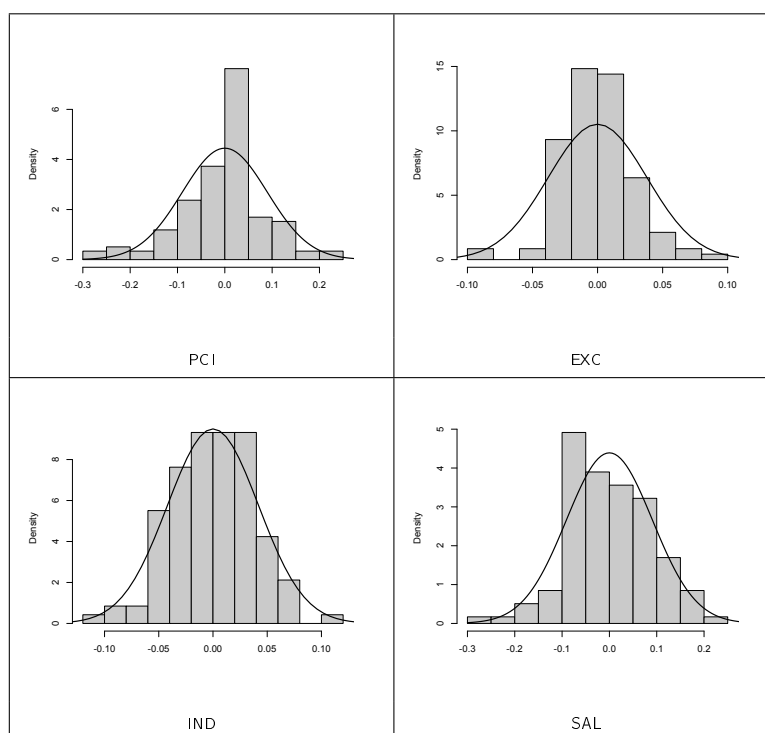 Density
0 2 4 6
-0.3 -0.2 -0.1 0.0 0.1 0.2
PCI
Density
0 5 10 15
-0.10 -0.05 0.00 0.05 0.10
EXC
Density
0 2 4 6 8
-0.10 -0.05 0.00 0.05 0.10
IND
Density
0 1 2 3 4 5
-0.3 -0.2 -0.1 0.0 0.1 0.2
SAL